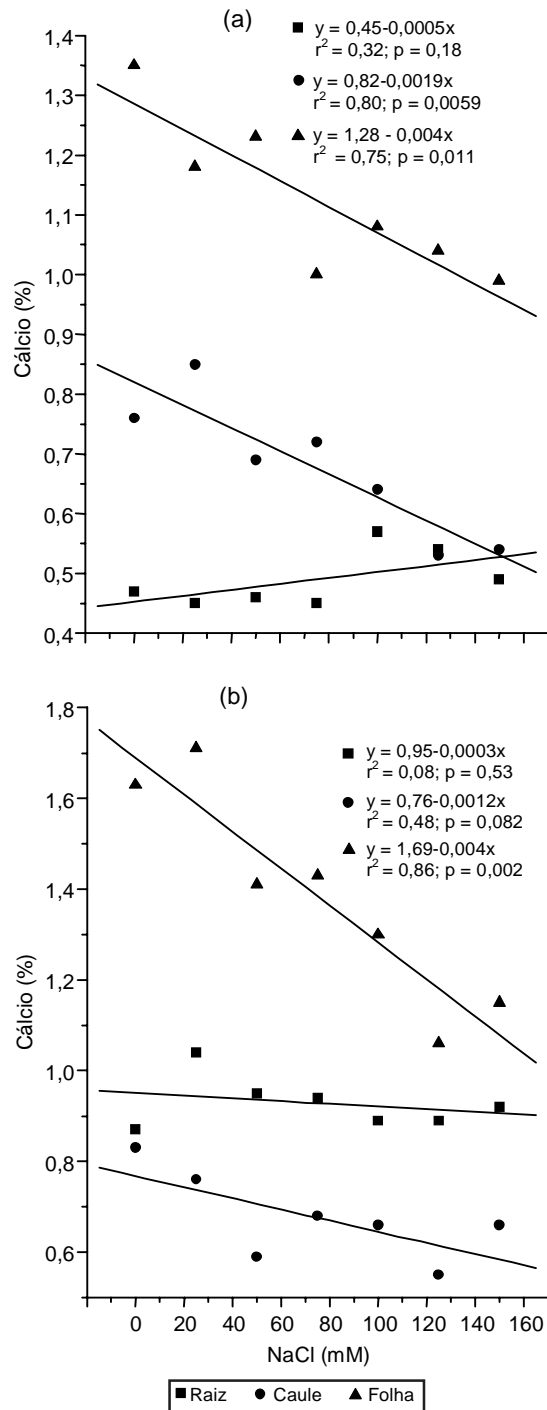 (a)
y = 0,45-0,0005x
r² = 0,32; p = 0,18
y = 0,82-0,0019x
r² = 0,80; p = 0,0059
y = 1,28 - 0,004x
r² = 0,75; p = 0,011
1,4
1,3
1,2
1,1
1,0
0,9
0,8
0,7
0,6
0,5
0,4
Cálcio (%)
(b)
y = 0,95-0,0003x
r² = 0,08; p = 0,53
y = 0,76-0,0012x
r² = 0,48; p = 0,082
y = 1,69-0,004x
r² = 0,86; p = 0,002
1,8
1,6
1,4
1,2
1,0
0,8
0,6
Cálcio (%)
0 20 40 60 80 100 120 140 160
NaCl (mM)
Raiz Caule Folha